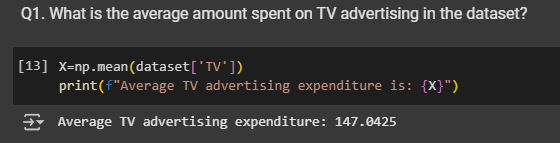 Q1. What is the average amount spent on TV advertising in the dataset?
[13] X=np.mean(dataset['TV'])
print(f"Average TV advertising expenditure is: {X}")
Average TV advertising expenditure: 147.0425